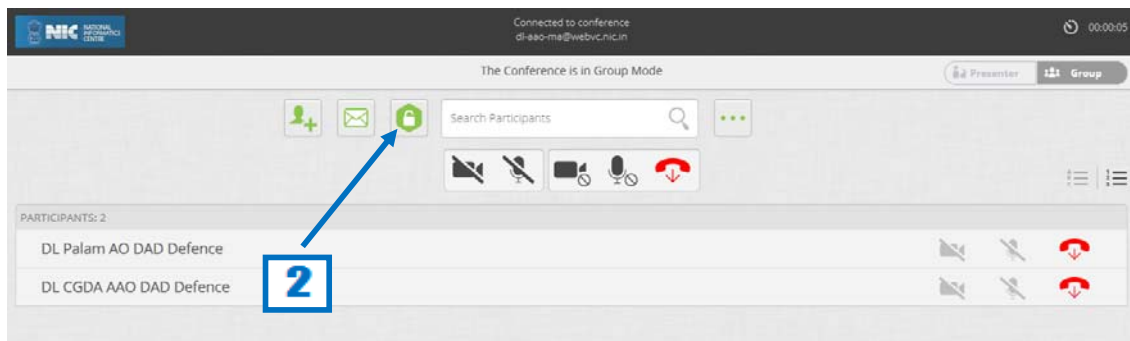 NIC NATIONAL
INFORMATICS
CENTRE
Connected to conference
dl-aao-ma@webvc.nic.in
00:00:05
The Conference is in Group Mode
Presenter Group
Search Participants
PARTICIPANTS: 2
DL Palam AO DAD Defence
DL CGDA AAO DAD Defence
2